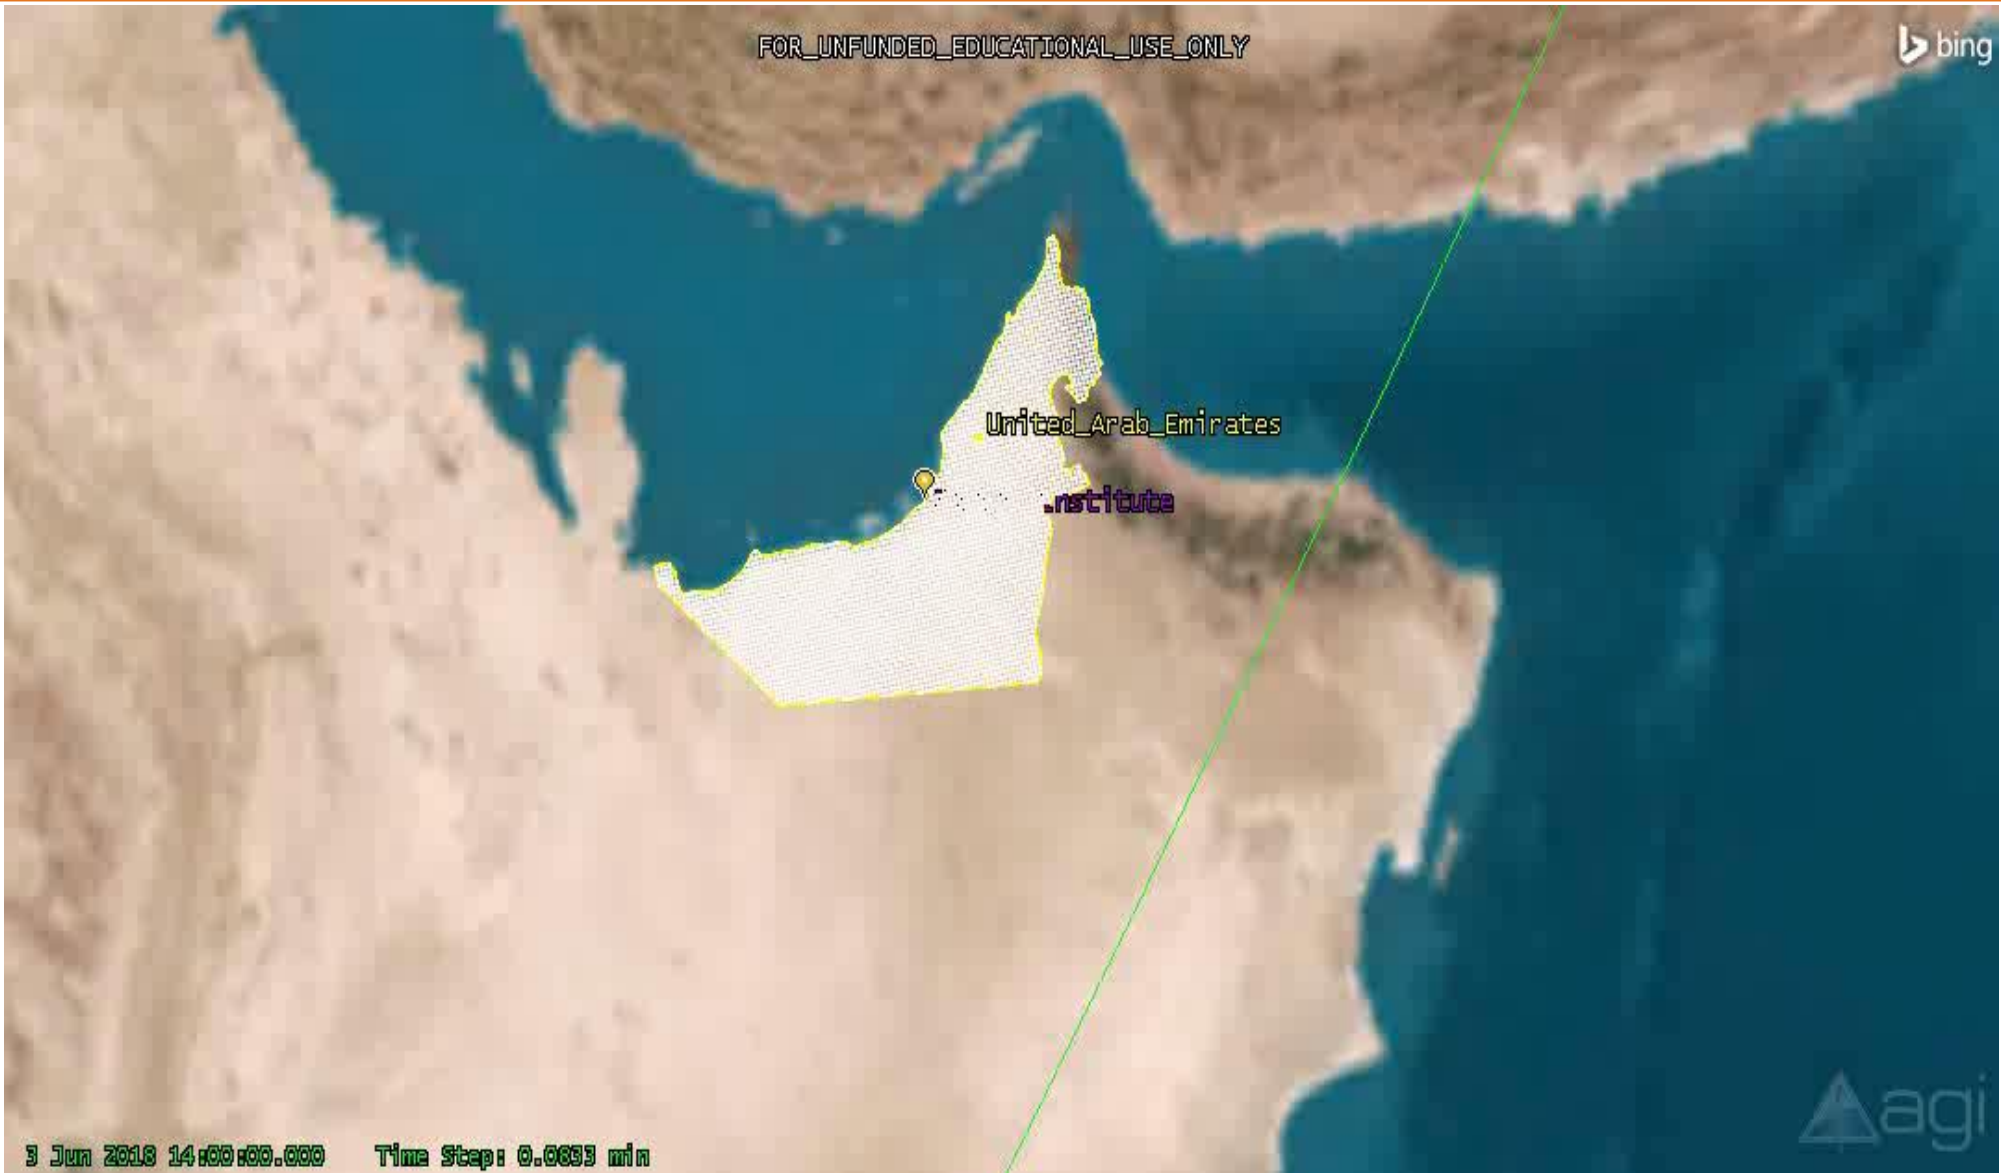 FOR_UNFUNDED_EDUCATIONAL_USE_ONLY
bing
United_Arab_Emirates
nstitute
agi
3 Jun 2018 14:00:00.000 Time Step: 0.0833 min